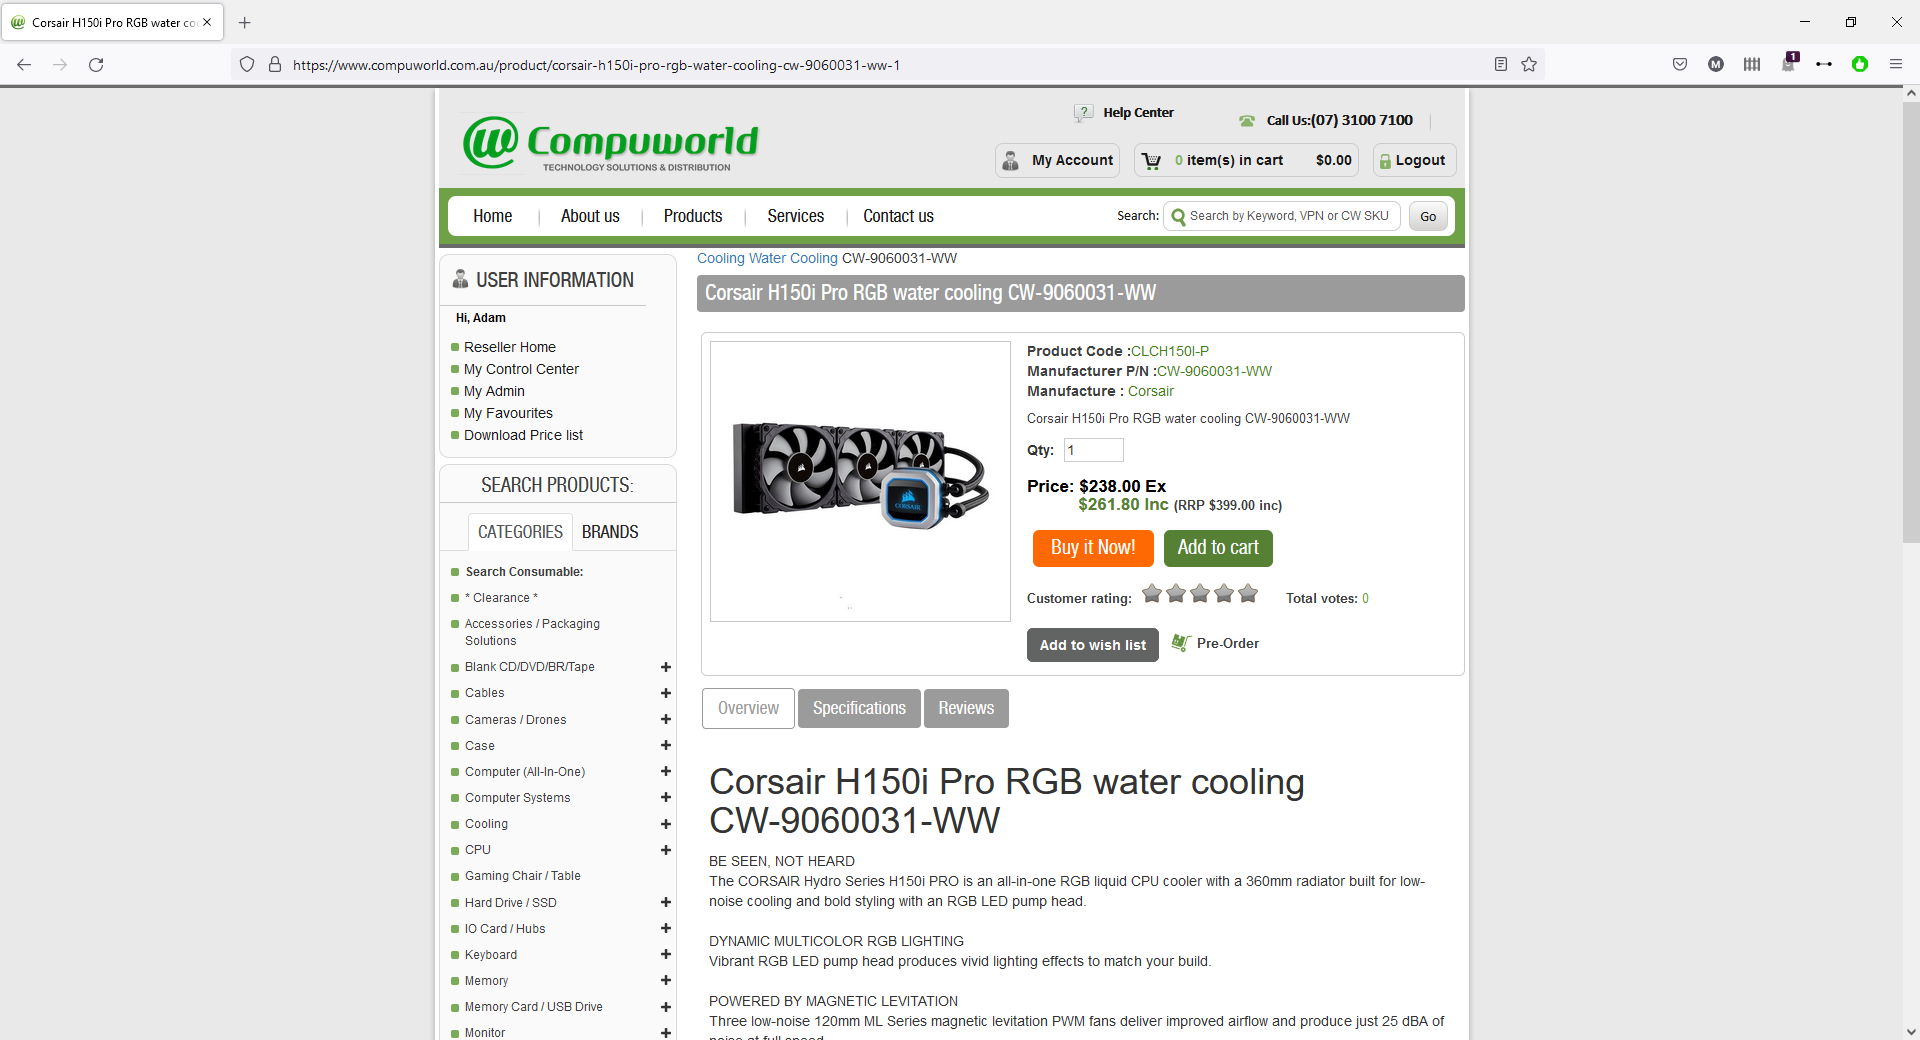 Corsair H150i Pro RGB water co
https://www.compuworld.com.au/product/corsair-h150i-pro-rgb-water-cooling-cw-9060031-ww-1
1
Compuworld
TECHNOLOGY SOLUTIONS & DISTRIBUTION
Help Center
Call Us:(07) 3100 7100
My Account
0 item(s) in cart $0.00
Logout
Home
About us
Products
Services
Contact us
Search:
Search by Keyword, VPN or CW SKU
Go
USER INFORMATION
Hi, Adam
Reseller Home
My Control Center
My Admin
My Favourites
Download Price list
SEARCH PRODUCTS:
CATEGORIES
BRANDS
Search Consumable:
* Clearance *
Accessories / Packaging
Solutions
Blank CD/DVD/BR/Tape
Cables
Cameras / Drones
Case
Computer (All-In-One)
Computer Systems
Cooling
CPU
Gaming Chair / Table
Hard Drive / SSD
IO Card / Hubs
Keyboard
Memory
Memory Card / USB Drive
Monitor
Cooling Water Cooling CW-9060031-WW
Corsair H150i Pro RGB water cooling CW-9060031-WW
CORSAIR
Product Code :CLCH150I-P
Manufacturer P/N :CW-9060031-WW
Manufacture : Corsair
Corsair H150i Pro RGB water cooling CW-9060031-WW
Qty: 1
Price: $238.00 Ex
$261.80 Inc (RRP $399.00 inc)
Buy it Now!
Add to cart
Customer rating:
Total votes: 0
Add to wish list
Pre-Order
Overview
Specifications
Reviews
Corsair H150i Pro RGB water cooling
CW-9060031-WW
BE SEEN, NOT HEARD
The CORSAIR Hydro Series H150i PRO is an all-in-one RGB liquid CPU cooler with a 360mm radiator built for low-
noise cooling and bold styling with an RGB LED pump head.
DYNAMIC MULTICOLOR RGB LIGHTING
Vibrant RGB LED pump head produces vivid lighting effects to match your build.
POWERED BY MAGNETIC LEVITATION
Three low-noise 120mm ML Series magnetic levitation PWM fans deliver improved airflow and produce just 25 dBA of
noise at full speed